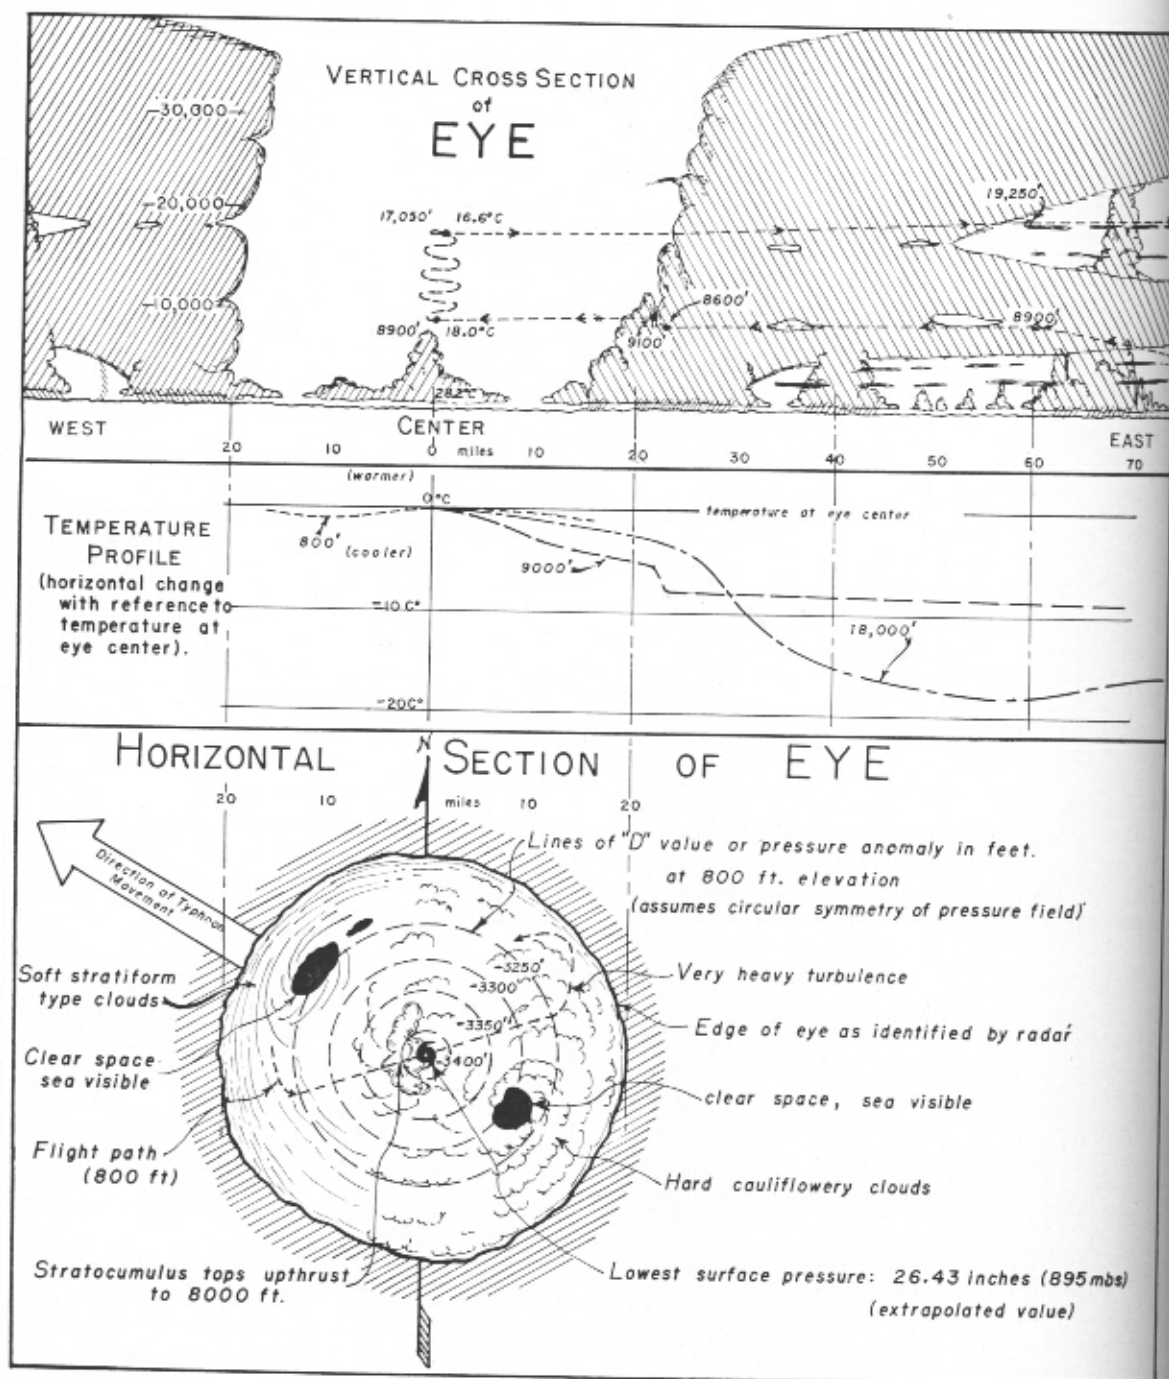 VERTICAL CROSS SECTION
of
EYE
30,000
20,000
10,000
17,050' 16.6°C
19,250'
8600'
8900' 18.0°C
9100'
8900'
28.2°C
WEST
CENTER
EAST
20 10 0 miles 10 20 30 40 50 60 70
(warmer)
0°C
temperature at eye center
800'
(cooler)
9000'
TEMPERATURE
PROFILE
(horizontal change
with reference to
temperature at
eye center).
-10C°
18,000'
-20C°
HORIZONTAL SECTION OF EYE
N
20 10 miles 10 20
Direction of Typhoon
Movement
Lines of "D" value or pressure anomaly in feet.
at 800 ft. elevation
(assumes circular symmetry of pressure field)
-3250'
-3300'
-3350'
-3400'
Soft stratiform
type clouds
Very heavy turbulence
Edge of eye as identified by radar
Clear space
sea visible
clear space, sea visible
Flight path
(800 ft)
Hard cauliflowery clouds
Stratocumulus tops upthrust
to 8000 ft.
Lowest surface pressure: 26.43 inches (895mbs)
(extrapolated value)